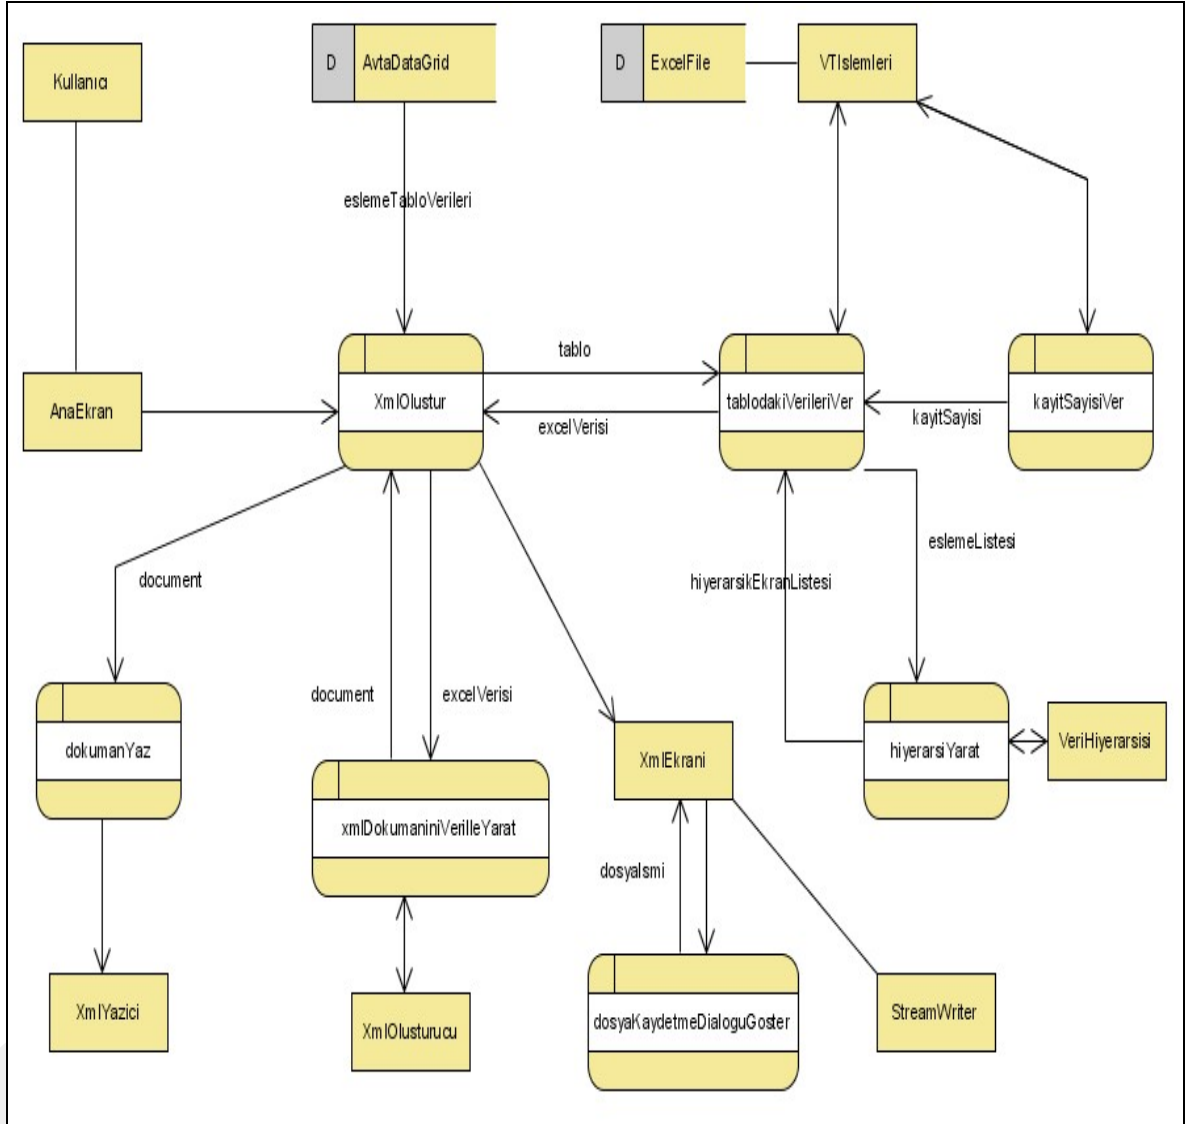 Kullanıcı
D
AvtaDataGrid
D
ExcelFile
VTIslemleri
eslemeTabloVerileri
AnaEkran
XmlOlustur
tablo
excelVerisi
tablodakiVerileriVer
kayitSayisi
kayitSayisiVer
document
eslemeListesi
hiyerarsikEkranListesi
document
excelVerisi
dokumanYaz
xmlDokumaniniVerilleYarat
XmlEkrani
hiyerarsiYarat
VeriHiyerarsisi
dosyaIsmi
XmlYazici
XmlOlusturucu
dosyaKaydetmeDialoguGoster
StreamWriter